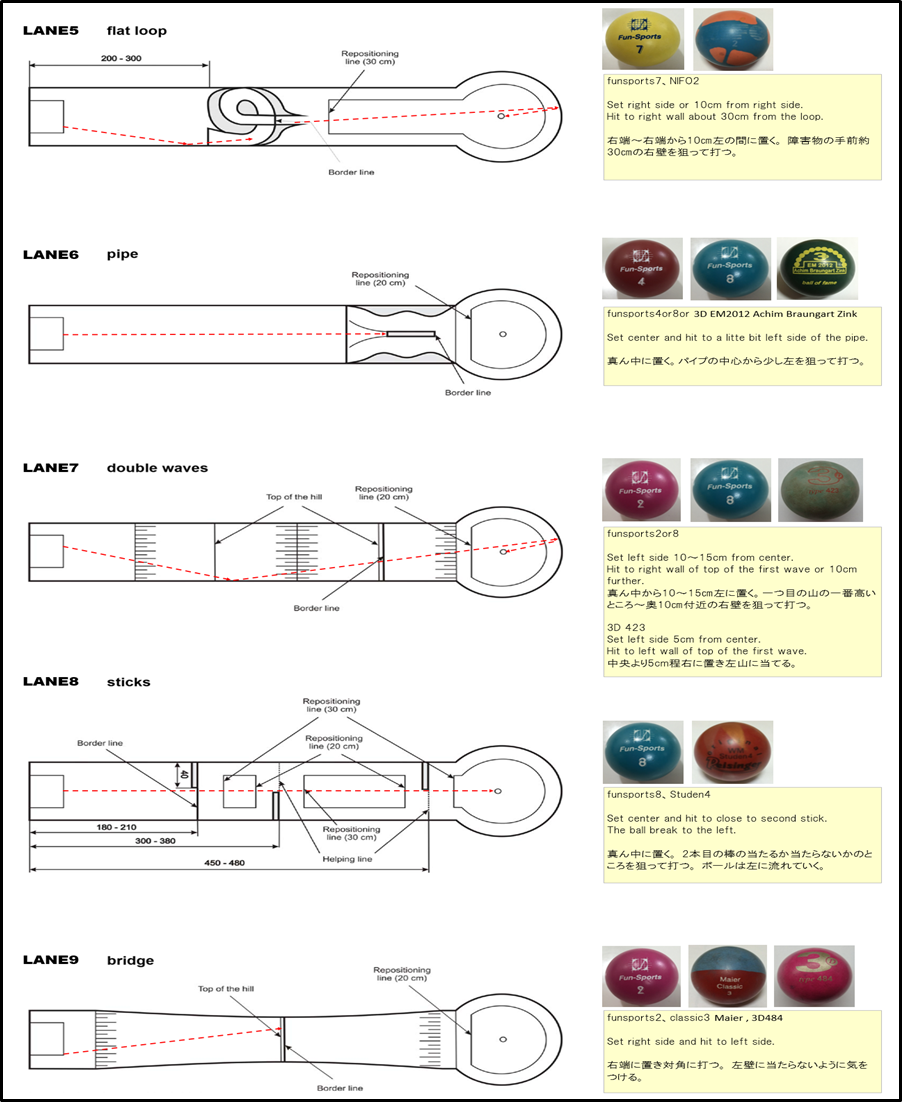 LANE5 flat loop
200 - 300
Repositioning
line (30 cm)
Border line
Fun-Sports
7
funsports7、NIFO2
Set right side or 10cm from right side.
Hit to right wall about 30cm from the loop.
右端～右端から10cm左の間に置く。 障害物の手前約
30cmの右壁を狙って打つ。
LANE6 pipe
Repositioning
line (20 cm)
Border line
Fun-Sports
4
Fun-Sports
8
3
EM 2012
Achim Braungart Zink
hall of fame
funsports4or8or 3D EM2012 Achim Braungart Zink
Set center and hit to a litte bit left side of the pipe.
真ん中に置く。パイプの中心から少し左を狙って打つ。
LANE7 double waves
Top of the hill
Repositioning
line (20 cm)
Border line
Fun-Sports
2
Fun-Sports
8
funsports2or8
Set left side 10～15cm from center.
Hit to right wall of top of the first wave or 10cm
further.
真ん中から10～15cm左に置く。一つ目の山の一番高い
ところ～奥10cm付近の右壁を狙って打つ。
3D 423
Set left side 5cm from center.
Hit to left wall of top of the first wave.
中央より5cm程右に置き左山に当てる。
LANE8 sticks
Repositioning
line (30 cm)
Repositioning
line (20 cm)
Border line
40
Repositioning
line (30 cm)
Helping line
180 - 210
300 - 380
450 - 480
Fun-Sports
8
WM
funsports8、Studen4
Set center and hit to close to second stick.
The ball break to the left.
真ん中に置く。 2本目の棒の当たるか当たらないかのと
ころを狙って打つ。 ボールは左に流れていく。
LANE9 bridge
Top of the hill
Repositioning
line (20 cm)
Border line
Fun-Sports
2
Maier
Classic
3
3
484
funsports2、classic3 Maier , 3D484
Set right side and hit to left side.
右端に置き対角に打つ。 左壁に当たらないように気を
つける。